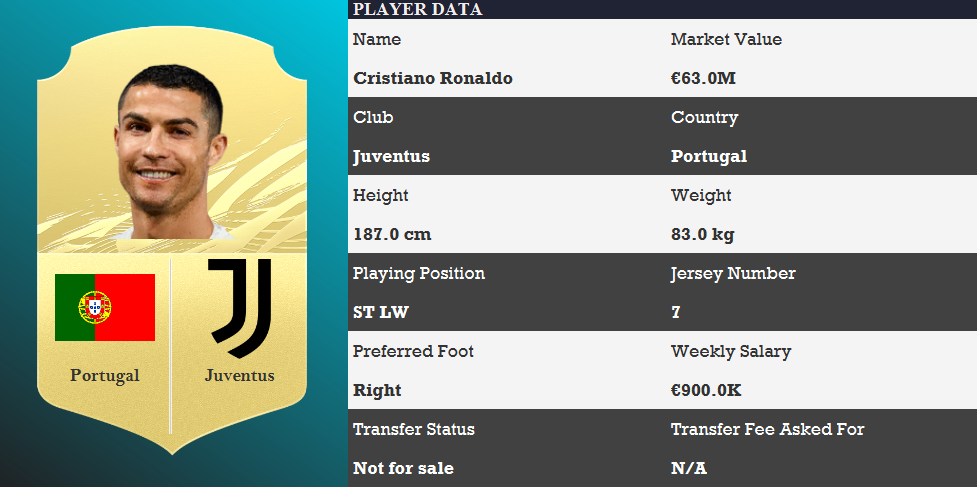 PLAYER DATA
Name Market Value
Cristiano Ronaldo €63.0M
Club Country
Juventus Portugal
Height Weight
187.0 cm 83.0 kg
Playing Position Jersey Number
ST LW 7
Preferred Foot Weekly Salary
Right €900.0K
Transfer Status Transfer Fee Asked For
Not for sale N/A
Portugal Juventus